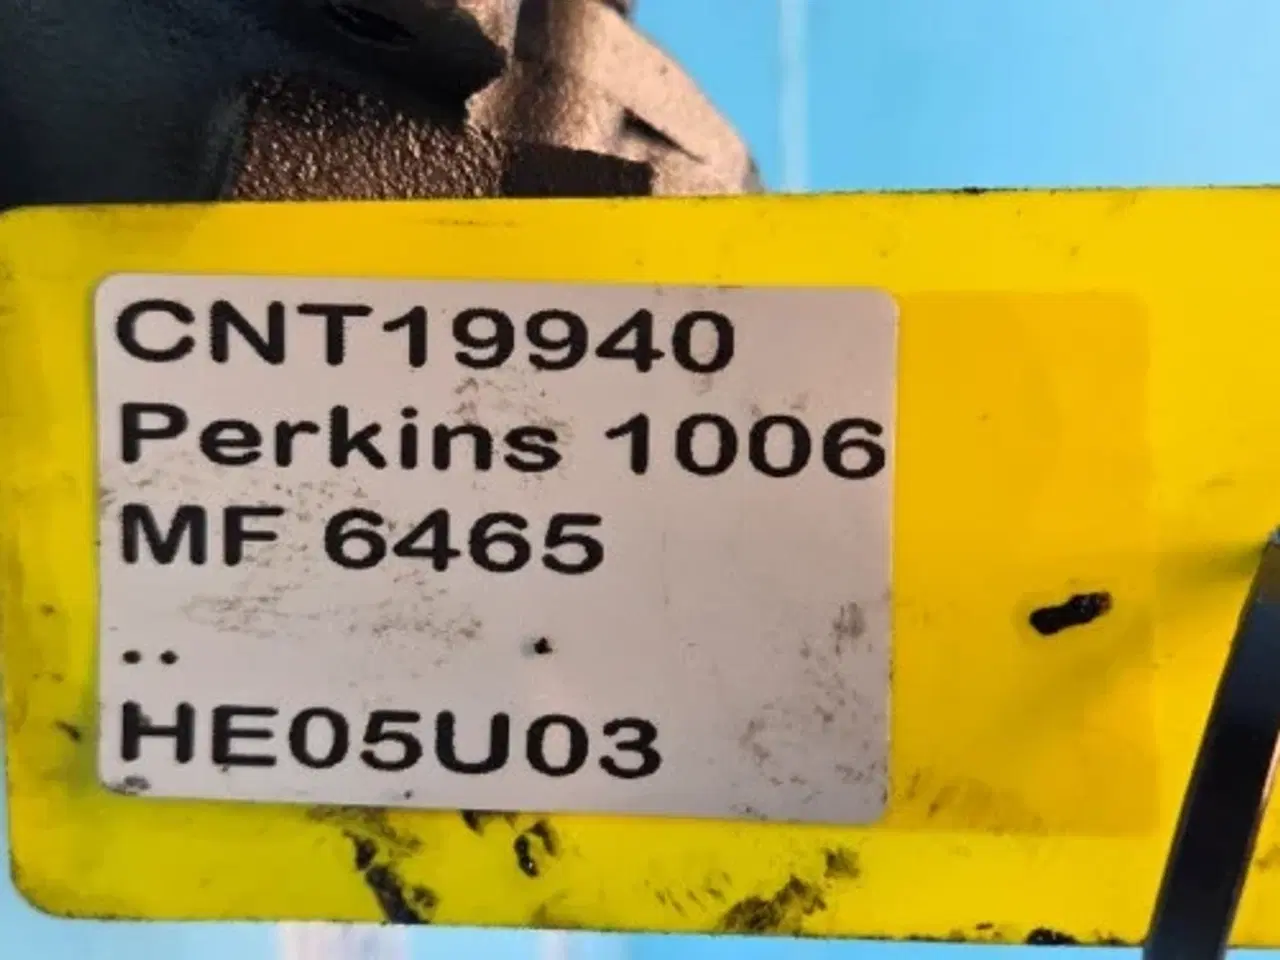 CNT19940
Perkins 1006
MF 6465
..
HE05U03